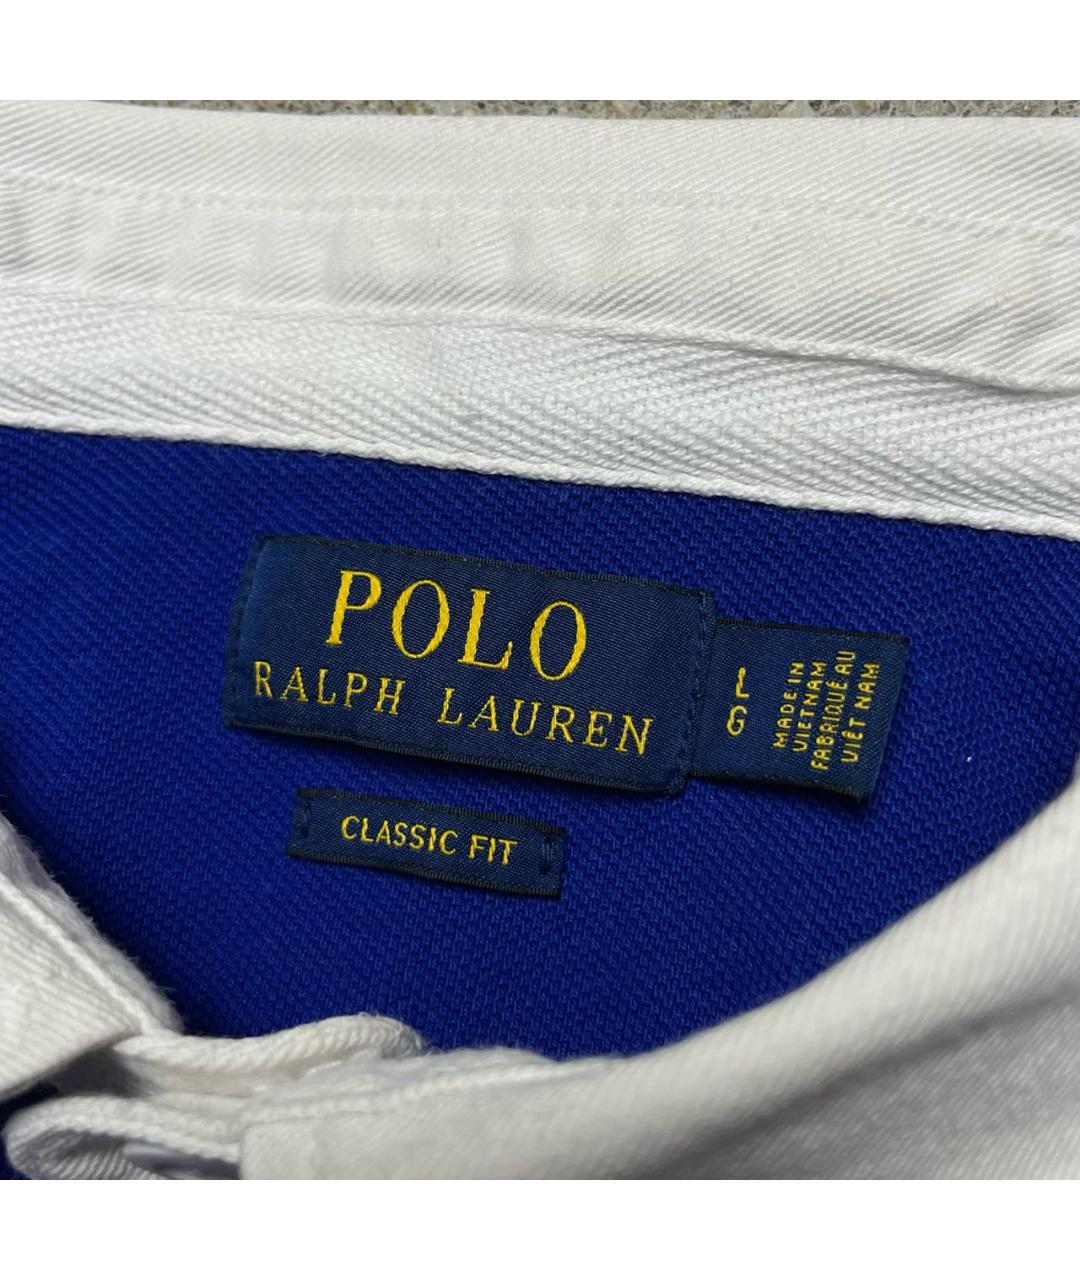 POLO
RALPH LAUREN
L
G
MADE IN
VIETNAM
FABRIQUÉ AU
VIÊT NAM
CLASSIC FIT